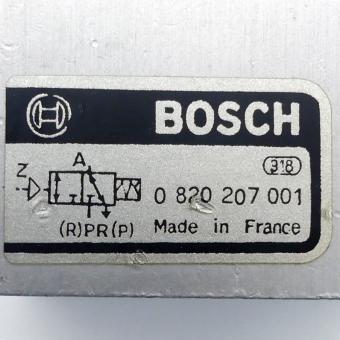 BOSCH
318
A
Z
0 820 207 001
(R)PR(P) Made in France